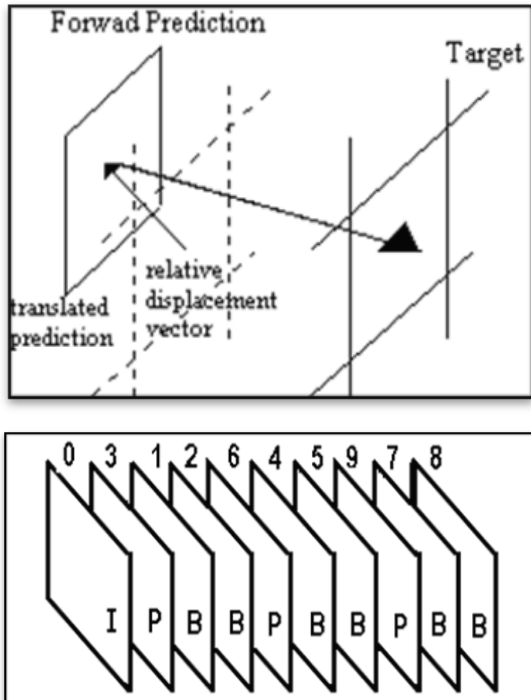 Forwad Prediction
Target
relative
displacement
vector
translated
prediction
0 3 1 2 6 4 5 9 7 8
I P B B P B B P B B